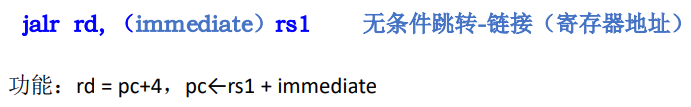 jalr rd,（immediate）rs1 无条件跳转-链接（寄存器地址）
功能：rd = pc+4，pc←rs1 + immediate